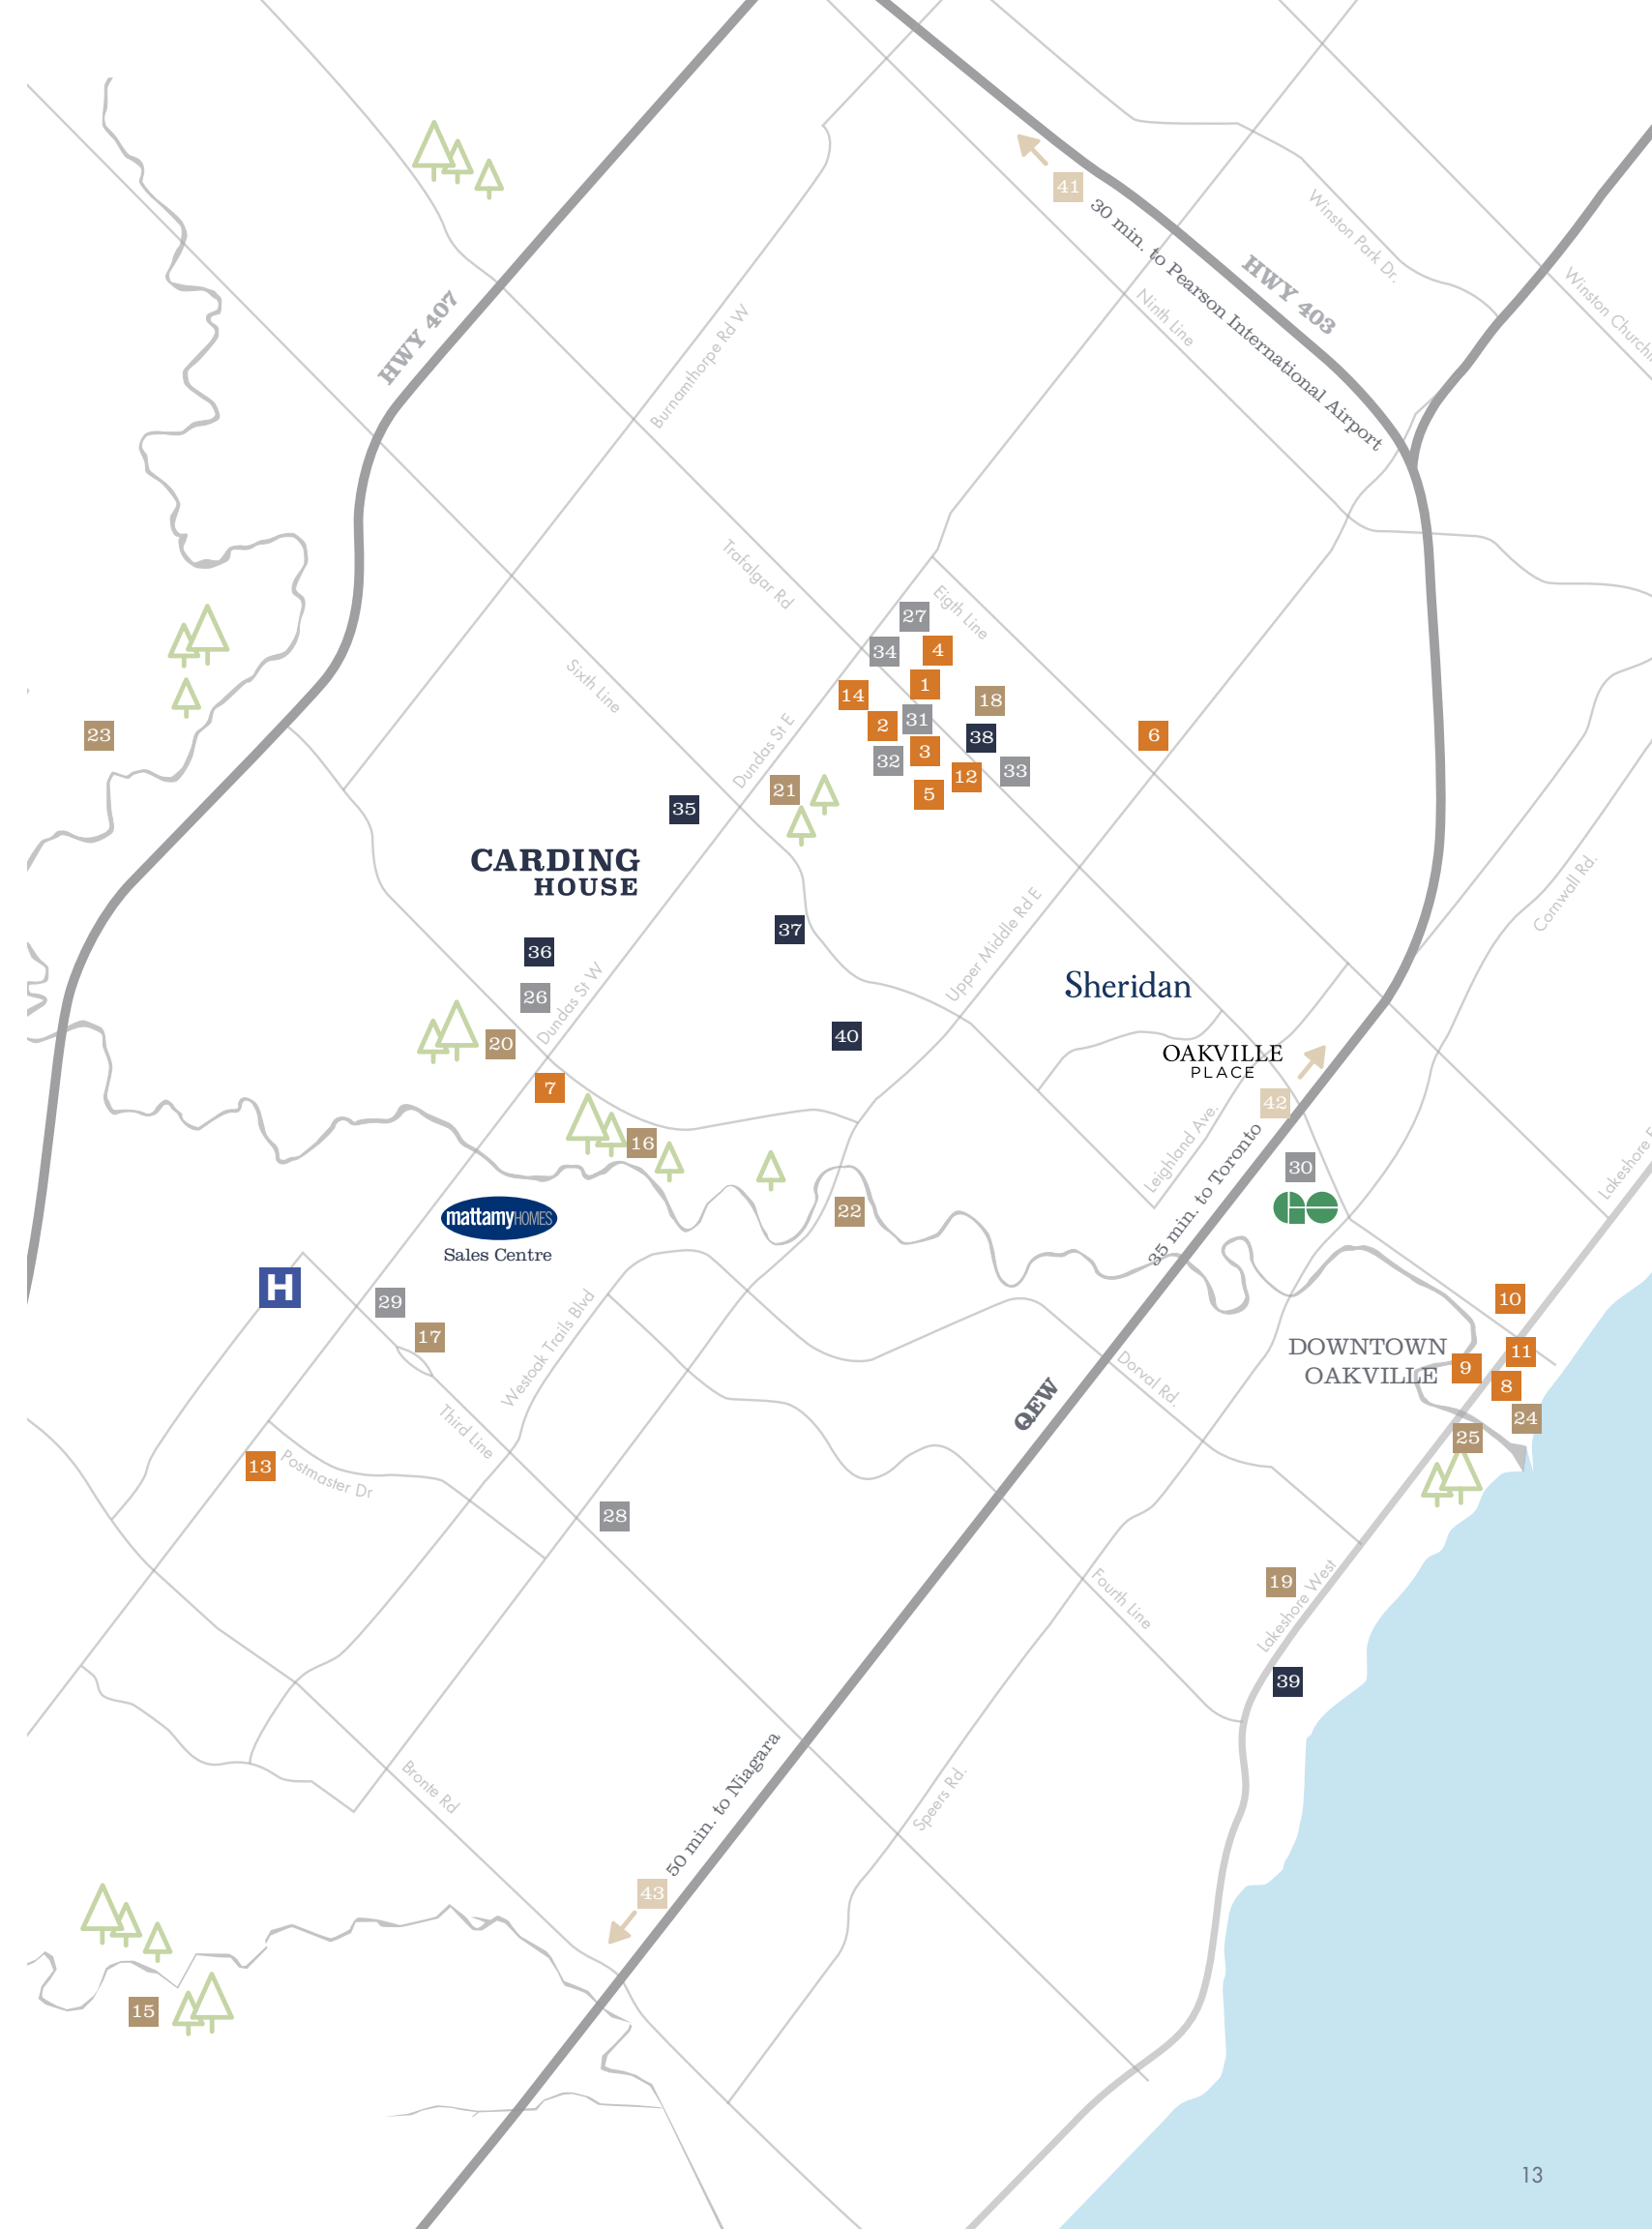 41
30 min. to Pearson International Airport
HWY 403
Winston Park Dr.
Winston Churchi
Ninth Line
HWY 407
Burnamthorpe Rd W
Trafalgar Rd
Eigth Line
27
34
4
1
14
18
2
31
38
6
3
32
33
12
5
Sixth Line
Dundas St E
21
23
35
CARDING
HOUSE
37
36
26
Dundas St W
20
7
Upper Middle Rd E
Cornwall Rd.
Sheridan
40
OAKVILLE
PLACE
42
Leighland Ave.
35 min. to Toronto
30
GO
Lakeshore E
16
22
mattamyHOMES
Sales Centre
H
29
17
Westoak Trails Blvd
Third Line
Postmaster Dr
13
28
10
DOWNTOWN
OAKVILLE
11
9
8
24
25
Dorval Rd.
QEW
19
Lakeshore West
Fourth Line
39
Bronte Rd
50 min. to Niagara
Speers Rd.
43
15
13